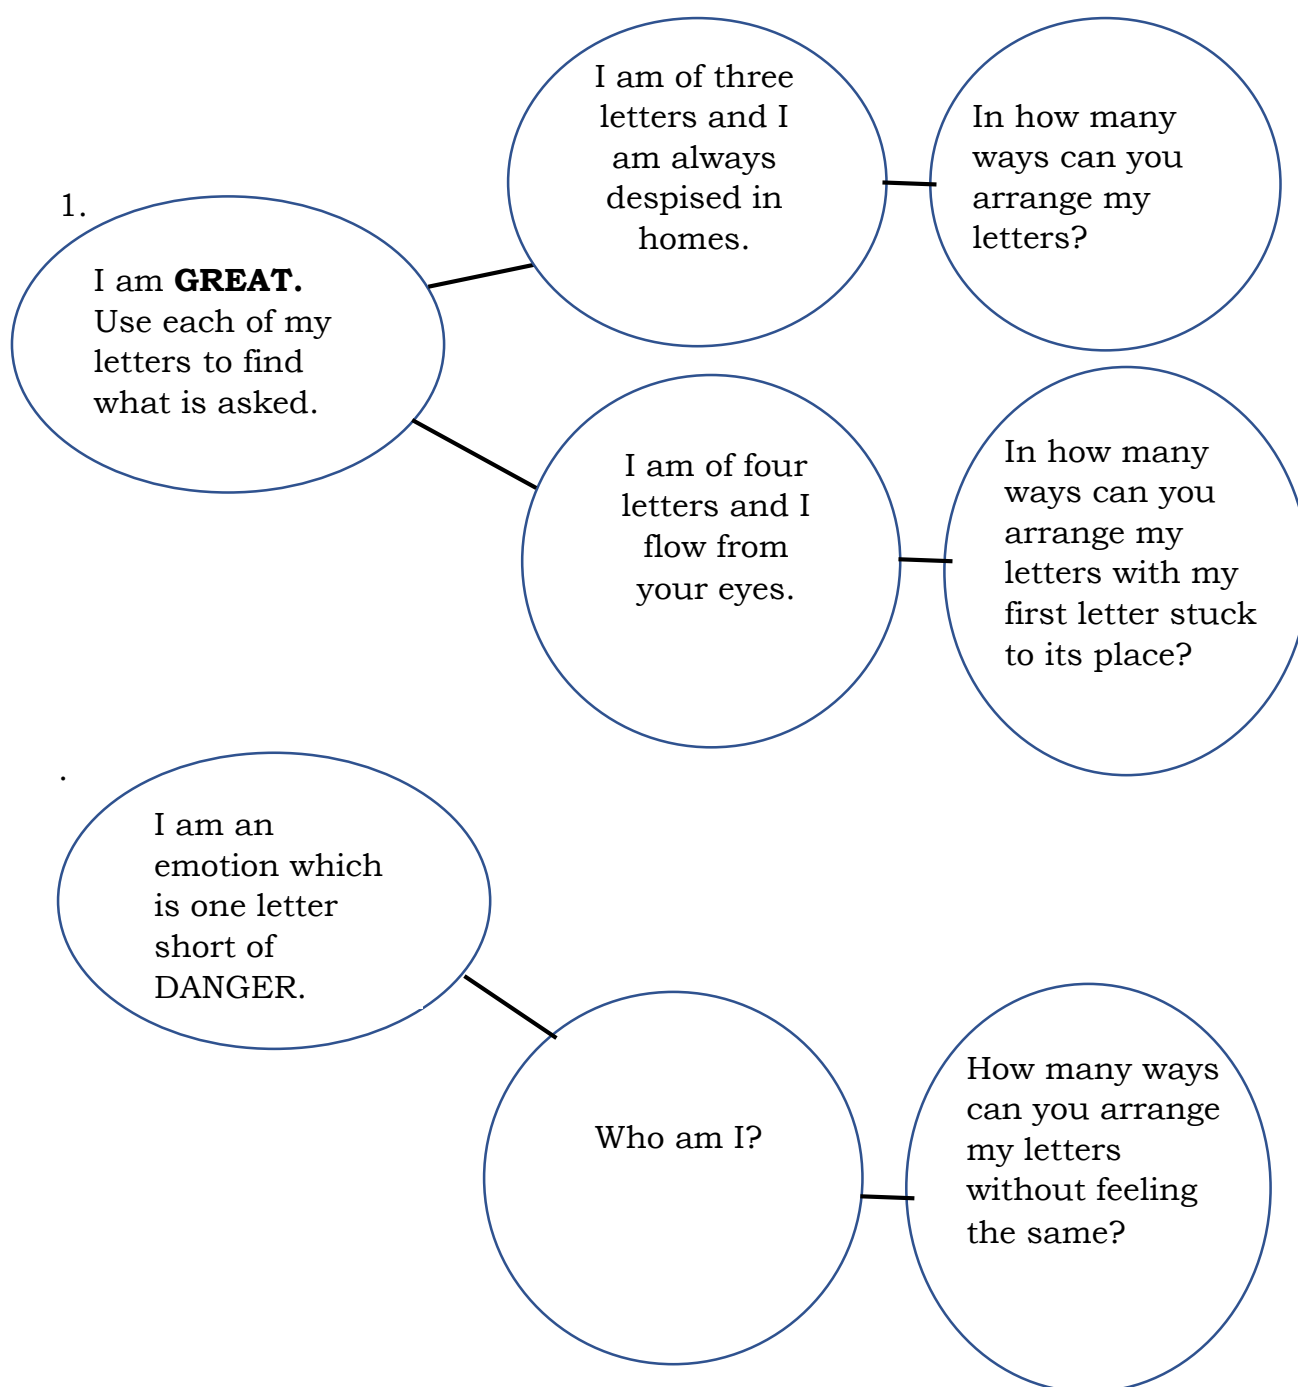 1.
I am GREAT.
Use each of my
letters to find
what is asked.
I am of three
letters and I
am always
despised in
homes.
In how many
ways can you
arrange my
letters?
I am of four
letters and I
flow from
your eyes.
In how many
ways can you
arrange my
letters with my
first letter stuck
to its place?
.
I am an
emotion which
is one letter
short of
DANGER.
Who am I?
How many ways
can you arrange
my letters
without feeling
the same?